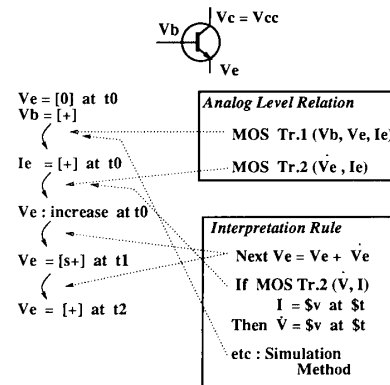 Vc = Vcc
Vb
Ve
Ve = [0] at t0
Vb = [+]
Ie = [+] at t0
Ve : increase at t0
Ve = [s+] at t1
Ve = [+] at t2
Analog Level Relation
MOS Tr.1 (Vb, Ve, Ie)
MOS Tr.2 (V̇e , Ie)
Interpretation Rule
Next Ve = Ve + V̇e
If MOS Tr.2 (V̇, I)
I = $v at $t
Then V̇ = $v at $t
etc : Simulation
Method